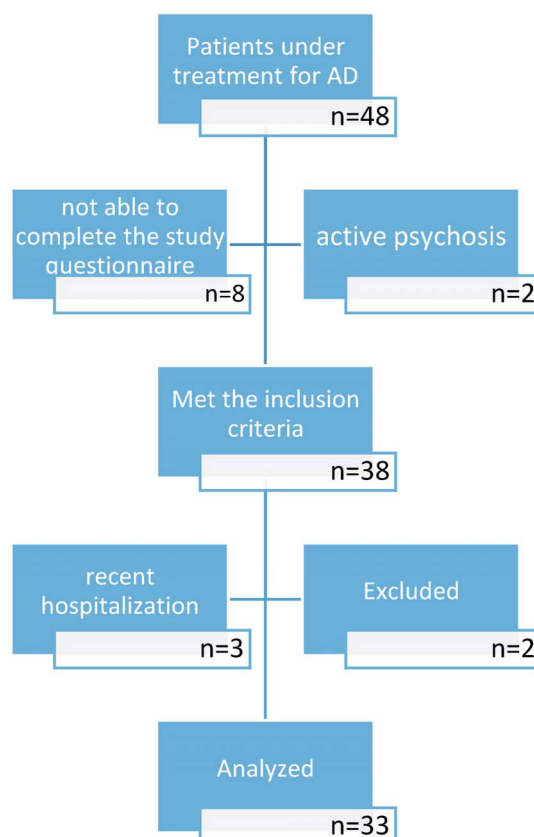 Patients under
treatment for AD
n=48
not able to
complete the study
questionnaire
n=8
active psychosis
n=2
Met the inclusion
criteria
n=38
recent
hospitalization
n=3
Excluded
n=2
Analyzed
n=33